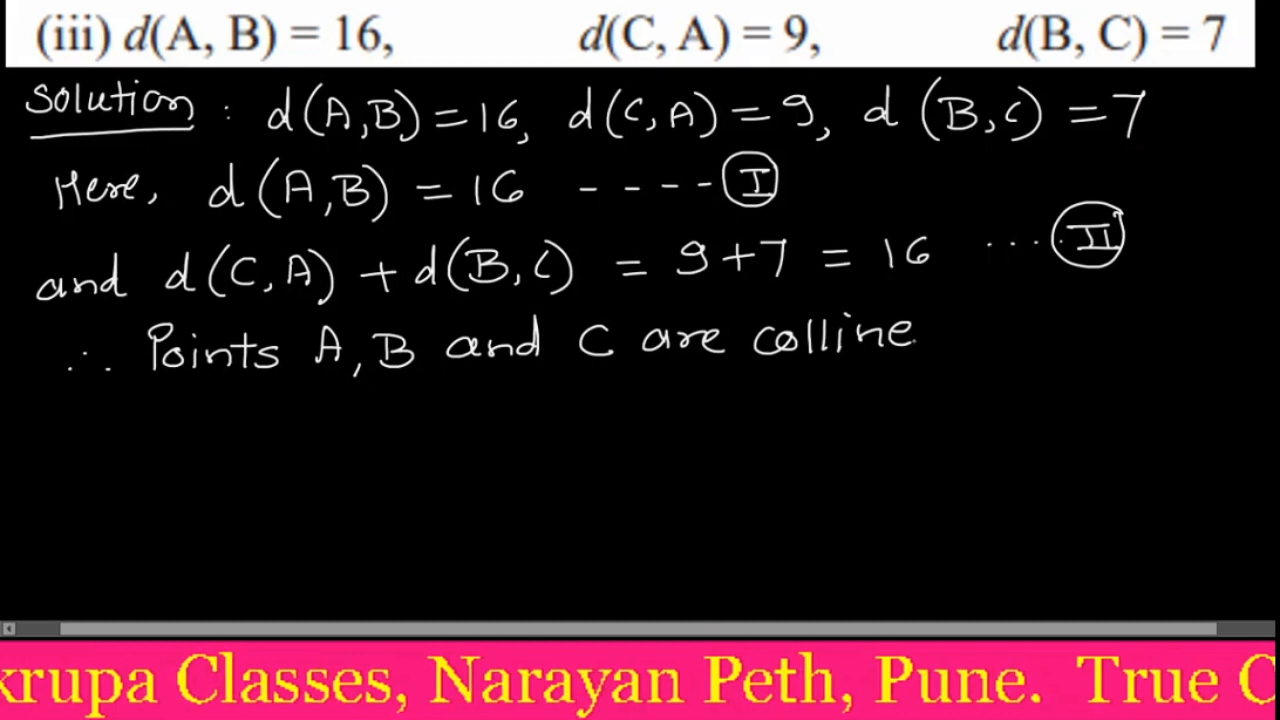 (iii) d(A, B) = 16, d(C, A) = 9, d(B, C) = 7
Solution : d(A,B) = 16, d(C,A) = 9, d(B,C) = 7
Here, d(A,B) = 16 ---- I
and d(C,A) + d(B,C) = 9+7 = 16 .... II
∴ Points A, B and C are colline
krupa Classes, Narayan Peth, Pune. True C